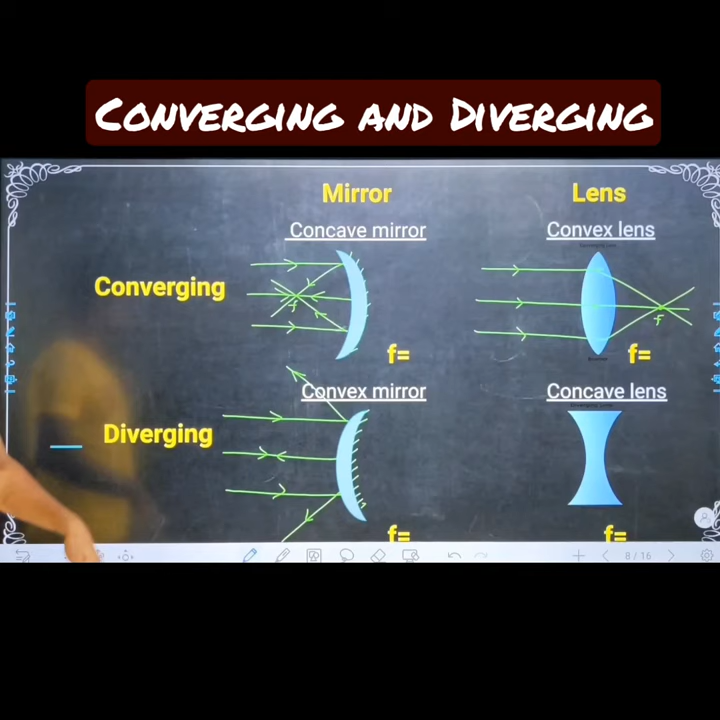 CONVERGING AND DIVERGING
Mirror
Lens
Concave mirror
Convex lens
Converging
f
f
f=
f=
Convex mirror
Concave lens
Diverging
f=
f=
8 / 16